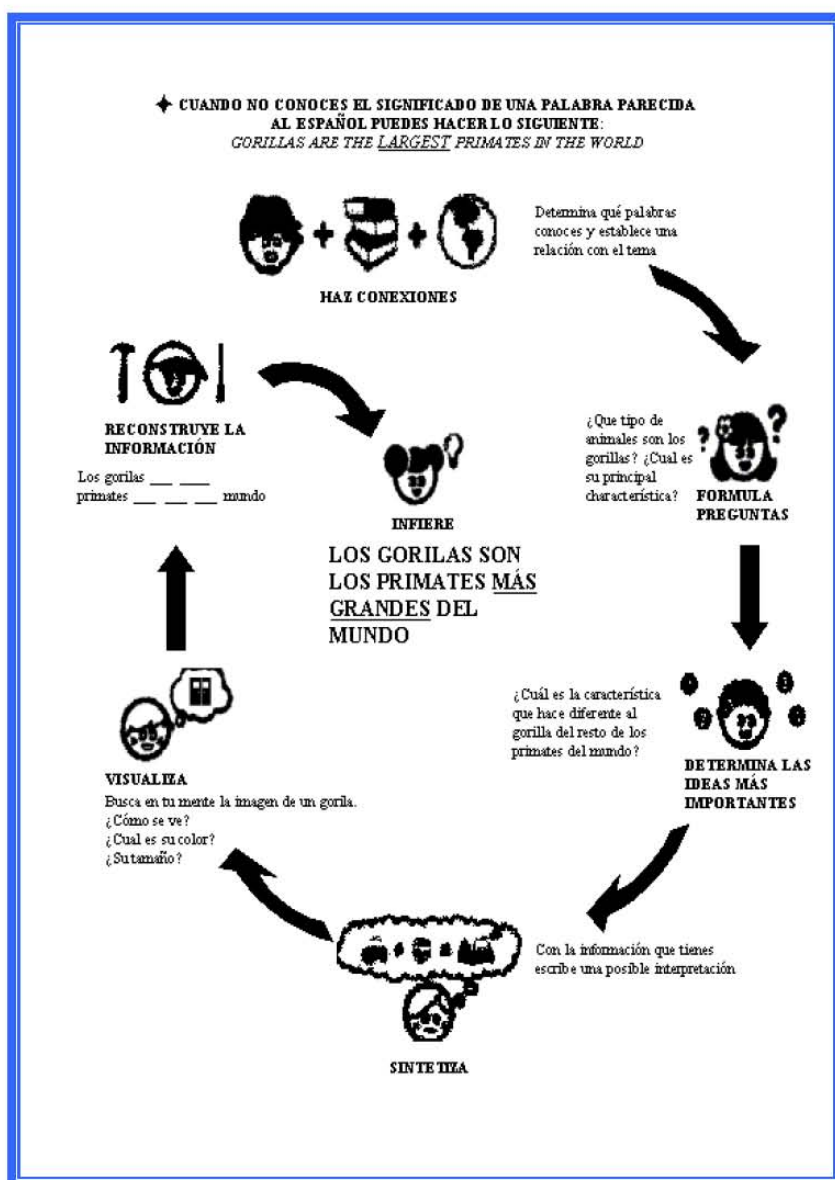 CUANDO NO CONOCES EL SIGNIFICADO DE UNA PALABRA PARECIDA
AL ESPAÑOL PUEDES HACER LO SIGUIENTE:
GORILLAS ARE THE LARGEST PRIMATES IN THE WORLD
HAZ CONEXIONES
Determina qué palabras
conoces y establece una
relación con el tema
¿Que tipo de
animales son los
gorillas? ¿Cual es
su principal
característica?
FORMULA
PREGUNTAS
¿Cuál es la característica
que hace diferente al
gorilla del resto de los
primates del mundo?
DETERMINA LAS
IDEAS MÁS
IMPORTANTES
Con la información que tienes
escribe una posible interpretación
SINTETIZA
VISUALIZA
Busca en tu mente la imagen de un gorila.
¿Cómo se ve?
¿Cual es su color?
¿Su tamaño?
RECONSTRUYE LA
INFORMACIÓN
Los gorilas ___ ___
primates ___ ___ ___ mundo
INFIERE
LOS GORILAS SON
LOS PRIMATES MÁS
GRANDES DEL
MUNDO